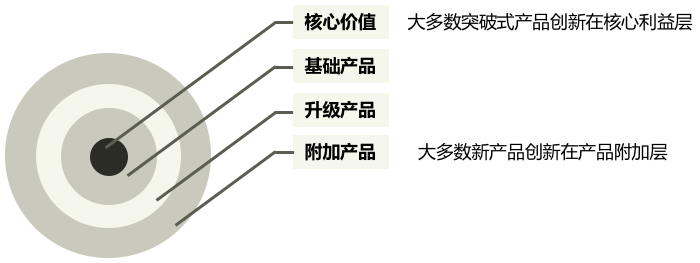 核心价值 大多数突破式产品创新在核心利益层
基础产品
升级产品
附加产品 大多数新产品创新在产品附加层